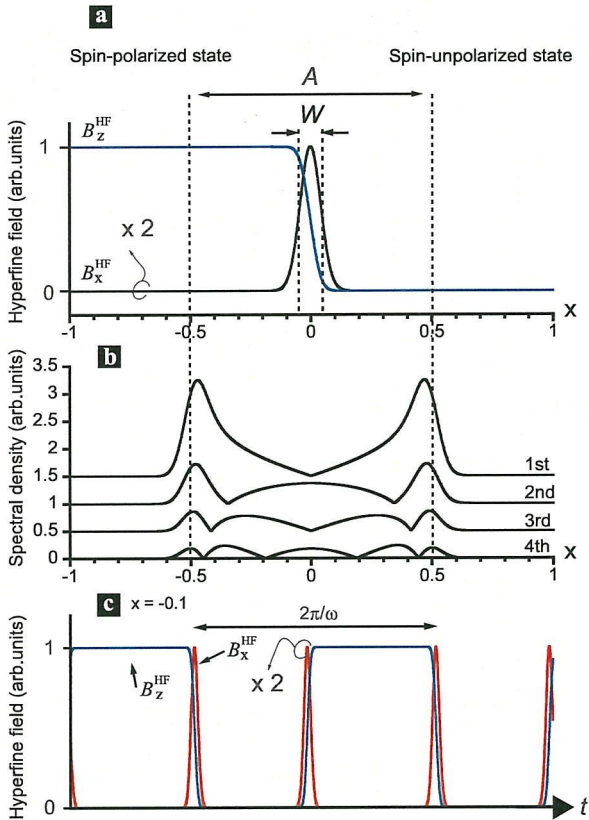 a
Spin-polarized state
Spin-unpolarized state
A
W
B_z^HF
1
Hyperfine field (arb.units)
x 2
B_x^HF
0
-1 -0.5 0 0.5 1 x
b
Spectral density (arb.units)
3.5
3
2.5
2
1.5
1
0.5
0
1st
2nd
3rd
4th
-1 -0.5 0 0.5 1 x
c x = -0.1
2π/ω
Hyperfine field (arb.units)
1
B_x^HF
B_z^HF
x 2
0
t